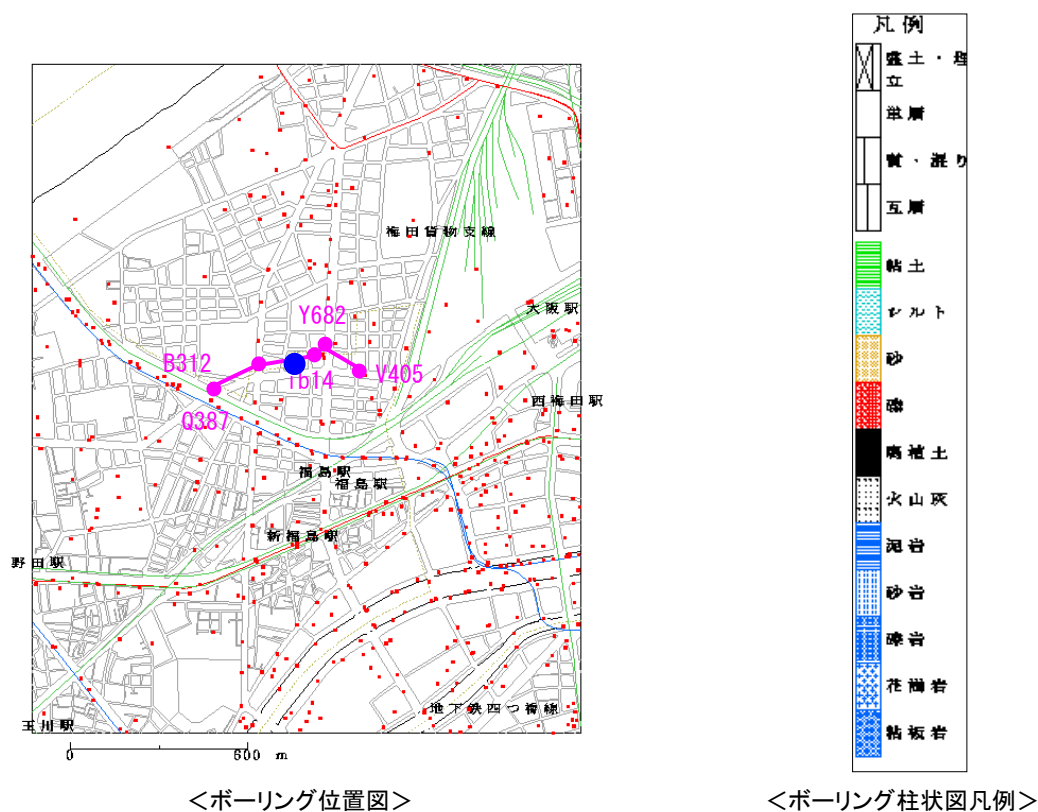 梅田貨物支線
大阪駅
Y682
B312
Tb14
V405
Q387
西梅田駅
福島駅
福島駅
新福島駅
野田駅
地下鉄四つ橋線
玉川駅
0 600 m
<ボーリング位置図>
凡例
盛土・埋
立
単層
質・混り
互層
粘土
シルト
砂
礫
腐植土
火山灰
泥岩
砂岩
礫岩
花崗岩
粘板岩
<ボーリング柱状図凡例>